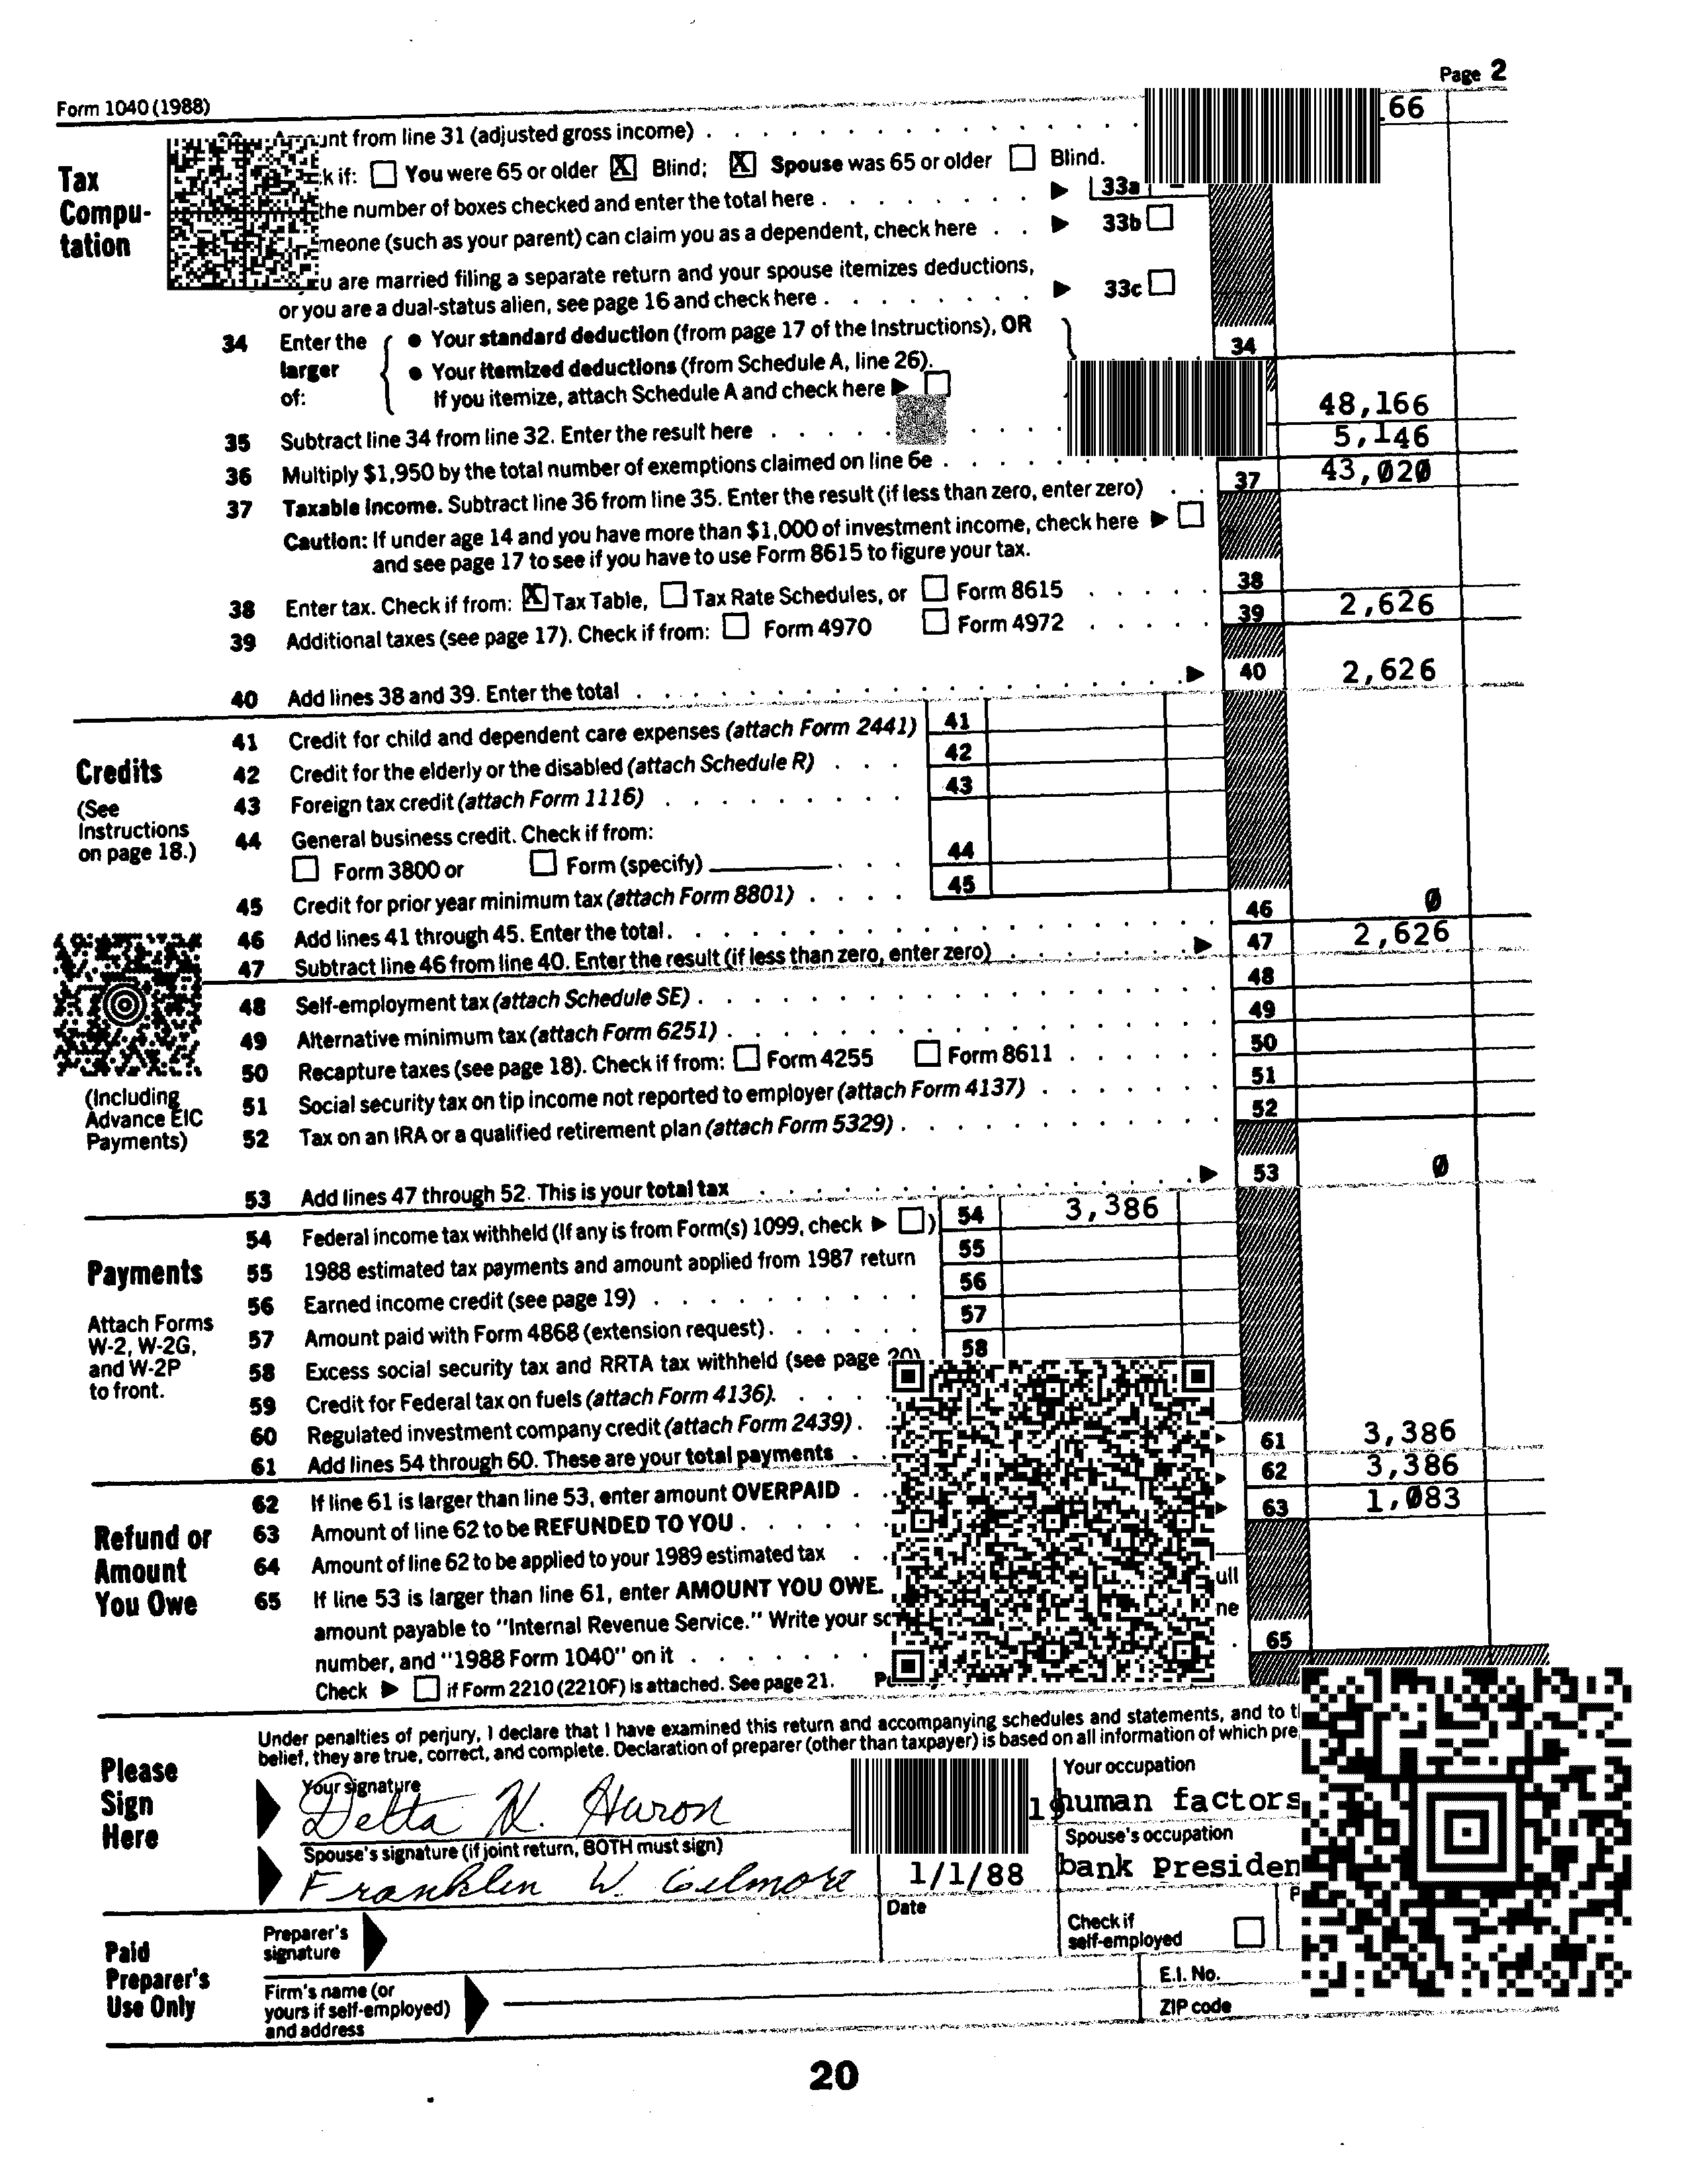 Form 1040 (1988)
Page 2
66
unt from line 31 (adjusted gross income)
Tax Compu-tation
k if: You were 65 or older X Blind; X Spouse was 65 or older Blind.
the number of boxes checked and enter the total here 33a
meone (such as your parent) can claim you as a dependent, check here 33b
u are married filing a separate return and your spouse itemizes deductions,
or you are a dual-status alien, see page 16 and check here 33c
34 Enter the larger of: • Your standard deduction (from page 17 of the Instructions), OR
• Your itemized deductions (from Schedule A, line 26).
If you itemize, attach Schedule A and check here
34
48,166
35 Subtract line 34 from line 32. Enter the result here 5,146
36 Multiply $1,950 by the total number of exemptions claimed on line 6e
37 Taxable income. Subtract line 36 from line 35. Enter the result (if less than zero, enter zero) 37 43,020
Caution: If under age 14 and you have more than $1,000 of investment income, check here
and see page 17 to see if you have to use Form 8615 to figure your tax.
38 Enter tax. Check if from: X Tax Table, Tax Rate Schedules, or Form 8615 38
39 Additional taxes (see page 17). Check if from: Form 4970 Form 4972 39 2,626
40 Add lines 38 and 39. Enter the total 40 2,626
Credits
(See Instructions on page 18.)
41 Credit for child and dependent care expenses (attach Form 2441) 41
42 Credit for the elderly or the disabled (attach Schedule R) 42
43 Foreign tax credit (attach Form 1116) 43
44 General business credit. Check if from:
Form 3800 or Form (specify) 44
45 Credit for prior year minimum tax (attach Form 8801) 45
46 Add lines 41 through 45. Enter the total. 46 0
47 Subtract line 46 from line 40. Enter the result (if less than zero, enter zero) 47 2,626
(Including Advance EIC Payments)
48 Self-employment tax (attach Schedule SE) 48
49 Alternative minimum tax (attach Form 6251) 49
50 Recapture taxes (see page 18). Check if from: Form 4255 Form 8611 50
51 Social security tax on tip income not reported to employer (attach Form 4137) 51
52 Tax on an IRA or a qualified retirement plan (attach Form 5329) 52
53 Add lines 47 through 52. This is your total tax 53 0
Payments
Attach Forms W-2, W-2G, and W-2P to front.
54 Federal income tax withheld (If any is from Form(s) 1099, check ) 54 3,386
55 1988 estimated tax payments and amount applied from 1987 return 55
56 Earned income credit (see page 19) 56
57 Amount paid with Form 4868 (extension request) 57
58 Excess social security tax and RRTA tax withheld (see page 20) 58
59 Credit for Federal tax on fuels (attach Form 4136)
60 Regulated investment company credit (attach Form 2439)
61 Add lines 54 through 60. These are your total payments 61 3,386
Refund or Amount You Owe
62 If line 61 is larger than line 53, enter amount OVERPAID 62 3,386
63 Amount of line 62 to be REFUNDED TO YOU 63 1,083
64 Amount of line 62 to be applied to your 1989 estimated tax
65 If line 53 is larger than line 61, enter AMOUNT YOU OWE. ull
amount payable to "Internal Revenue Service." Write your so ne
number, and "1988 Form 1040" on it 65
Check if Form 2210 (2210F) is attached. See page 21.
Please Sign Here
Under penalties of perjury, I declare that I have examined this return and accompanying schedules and statements, and to t
belief, they are true, correct, and complete. Declaration of preparer (other than taxpayer) is based on all information of which pre
Your signature
Delta N. Huron
Your occupation
human factors
Spouse's signature (if joint return, BOTH must sign)
Franklin W. Gilmore
1/1/88
Spouse's occupation
bank presiden
Paid Preparer's Use Only
Preparer's signature
Date
Check if self-employed
Firm's name (or yours if self-employed) and address
E.I. No.
ZIP code
20